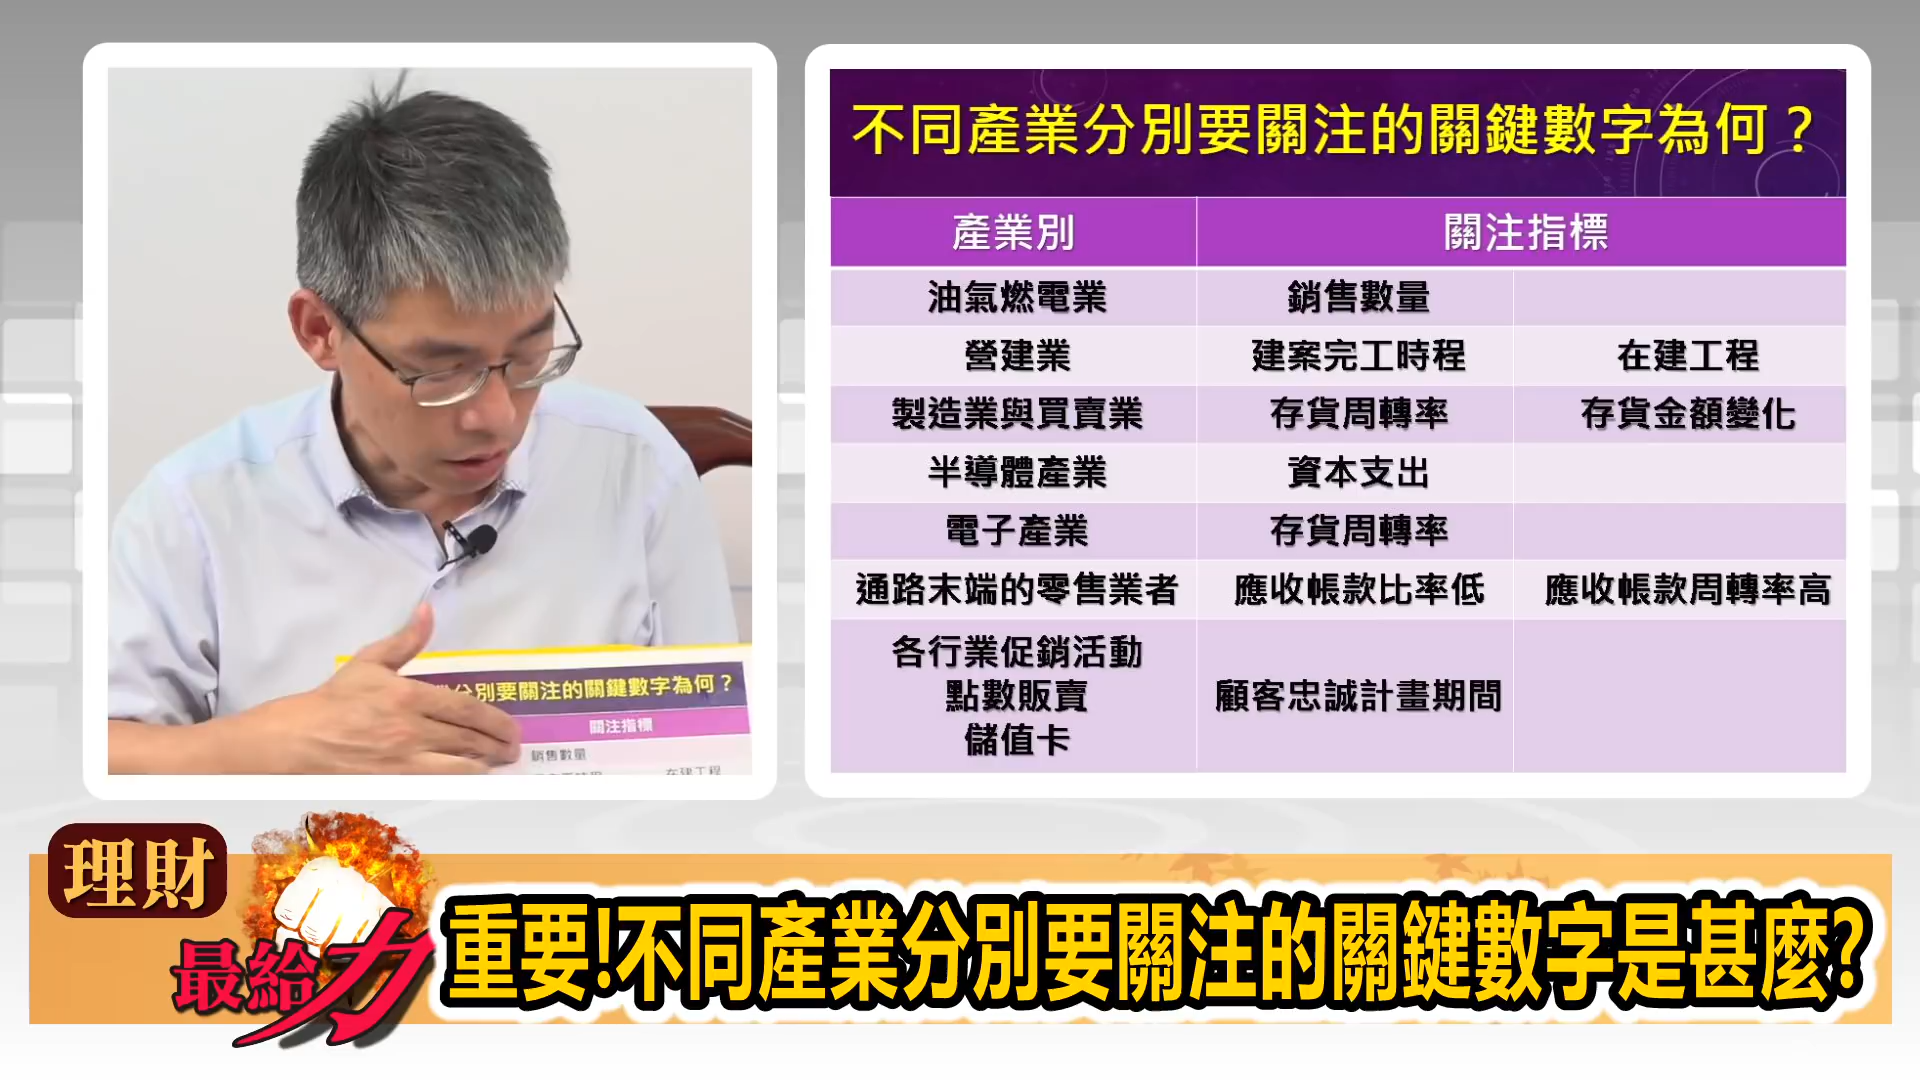 不同產業分別要關注的關鍵數字為何？
產業別 關注指標
油氣燃電業 銷售數量
營建業 建案完工時程 在建工程
製造業與買賣業 存貨周轉率 存貨金額變化
半導體產業 資本支出
電子產業 存貨周轉率
通路末端的零售業者 應收帳款比率低 應收帳款周轉率高
各行業促銷活動
點數販賣
儲值卡
顧客忠誠計畫期間
分別要關注的關鍵數字為何？
關注指標
銷售數量
在建工程
理財
最給力
重要!不同產業分別要關注的關鍵數字是甚麼?